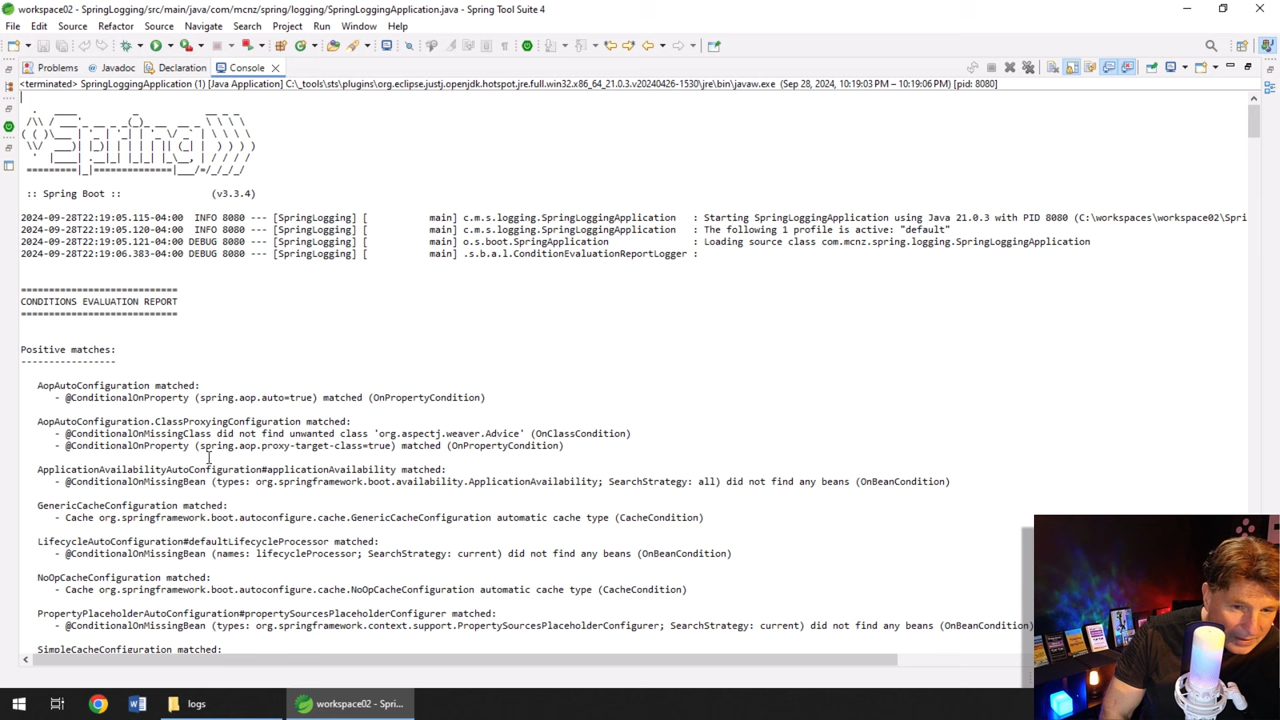 workspace02 - SpringLogging/src/main/java/com/mcnz/spring/logging/SpringLoggingApplication.java - Spring Tool Suite 4
File Edit Source Refactor Source Navigate Search Project Run Window Help
Problems Javadoc Declaration Console
<terminated> SpringLoggingApplication (1) [Java Application] C:\_tools\sts\plugins\org.eclipse.justj.openjdk.hotspot.jre.full.win32.x86_64_21.0.3.v20240426-1530\jre\bin\javaw.exe (Sep 28, 2024, 10:19:03 PM – 10:19:06 PM) [pid: 8080]
  .   ____          _            __ _ _
 /\\ / ___'_ __ _ _(_)_ __  __ _ \ \ \ \
( ( )\___ | '_ | '_| | '_ \/ _` | \ \ \ \
 \\/  ___)| |_)| | | | | || (_| |  ) ) ) )
  '  |____| .__|_| |_|_| |_\__, | / / / /
 =========|_|==============|___/=/_/_/_/
:: Spring Boot :: (v3.3.4)
2024-09-28T22:19:05.115-04:00 INFO 8080 --- [SpringLogging] [ main] c.m.s.logging.SpringLoggingApplication : Starting SpringLoggingApplication using Java 21.0.3 with PID 8080 (C:\workspaces\workspace02\Spri
2024-09-28T22:19:05.120-04:00 INFO 8080 --- [SpringLogging] [ main] c.m.s.logging.SpringLoggingApplication : The following 1 profile is active: "default"
2024-09-28T22:19:05.121-04:00 DEBUG 8080 --- [SpringLogging] [ main] o.s.boot.SpringApplication : Loading source class com.mcnz.spring.logging.SpringLoggingApplication
2024-09-28T22:19:06.383-04:00 DEBUG 8080 --- [SpringLogging] [ main] .s.b.a.l.ConditionEvaluationReportLogger :
============================
CONDITIONS EVALUATION REPORT
============================
Positive matches:
-----------------
AopAutoConfiguration matched:
- @ConditionalOnProperty (spring.aop.auto=true) matched (OnPropertyCondition)
AopAutoConfiguration.ClassProxyingConfiguration matched:
- @ConditionalOnMissingClass did not find unwanted class 'org.aspectj.weaver.Advice' (OnClassCondition)
- @ConditionalOnProperty (spring.aop.proxy-target-class=true) matched (OnPropertyCondition)
ApplicationAvailabilityAutoConfiguration#applicationAvailability matched:
- @ConditionalOnMissingBean (types: org.springframework.boot.availability.ApplicationAvailability; SearchStrategy: all) did not find any beans (OnBeanCondition)
GenericCacheConfiguration matched:
- Cache org.springframework.boot.autoconfigure.cache.GenericCacheConfiguration automatic cache type (CacheCondition)
LifecycleAutoConfiguration#defaultLifecycleProcessor matched:
- @ConditionalOnMissingBean (names: lifecycleProcessor; SearchStrategy: current) did not find any beans (OnBeanCondition)
NoOpCacheConfiguration matched:
- Cache org.springframework.boot.autoconfigure.cache.NoOpCacheConfiguration automatic cache type (CacheCondition)
PropertyPlaceholderAutoConfiguration#propertySourcesPlaceholderConfigurer matched:
- @ConditionalOnMissingBean (types: org.springframework.context.support.PropertySourcesPlaceholderConfigurer; SearchStrategy: current) did not find any beans (OnBeanCondition)
SimpleCacheConfiguration matched:
logs
workspace02 - Spri...